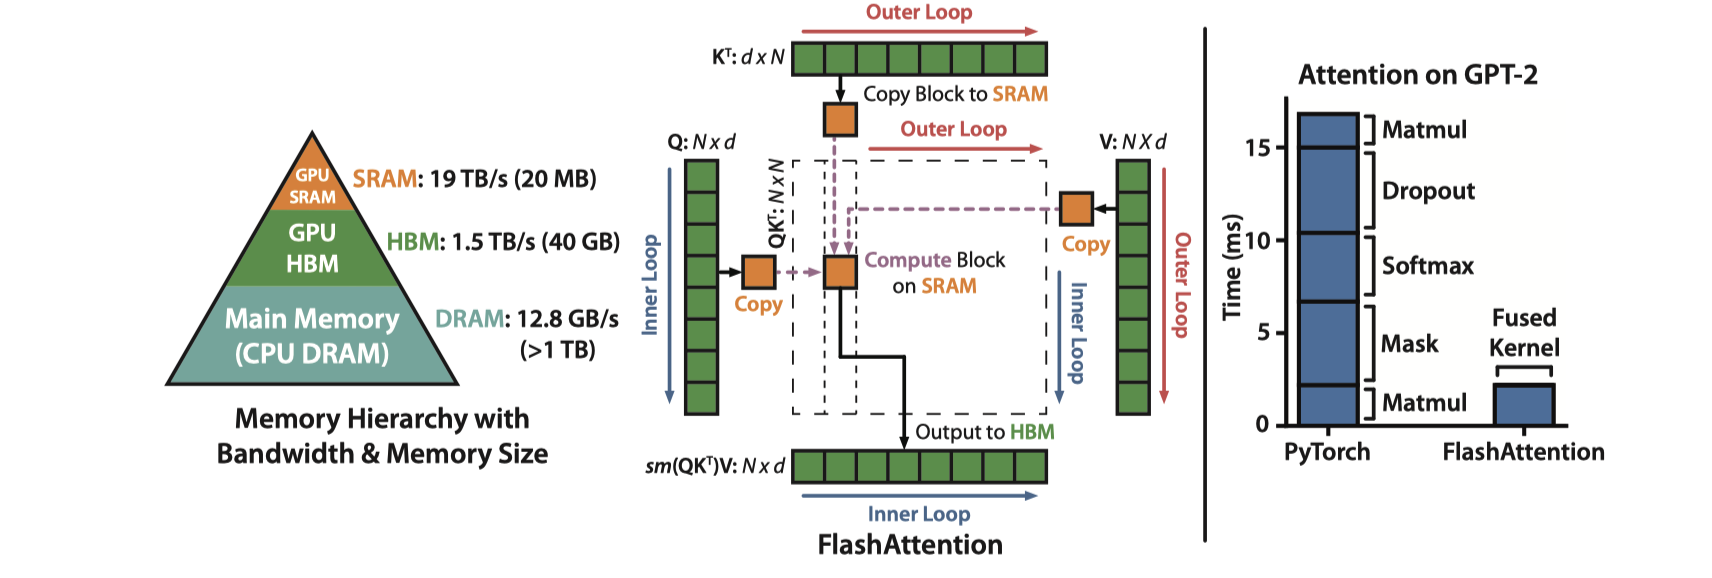 GPU
SRAM
SRAM: 19 TB/s (20 MB)
GPU
HBM
HBM: 1.5 TB/s (40 GB)
Main Memory
(CPU DRAM)
DRAM: 12.8 GB/s
(>1 TB)
Memory Hierarchy with
Bandwidth & Memory Size
Outer Loop
Kᵀ: d x N
Copy Block to SRAM
Outer Loop
Q: N x d
V: N X d
QKᵀ: N x N
Inner Loop
Copy
Compute Block
on SRAM
Copy
Inner Loop
Outer Loop
Output to HBM
sm(QKᵀ)V: N x d
Inner Loop
FlashAttention
Attention on GPT-2
Time (ms)
15
10
5
0
Matmul
Dropout
Softmax
Mask
Matmul
Fused
Kernel
PyTorch
FlashAttention